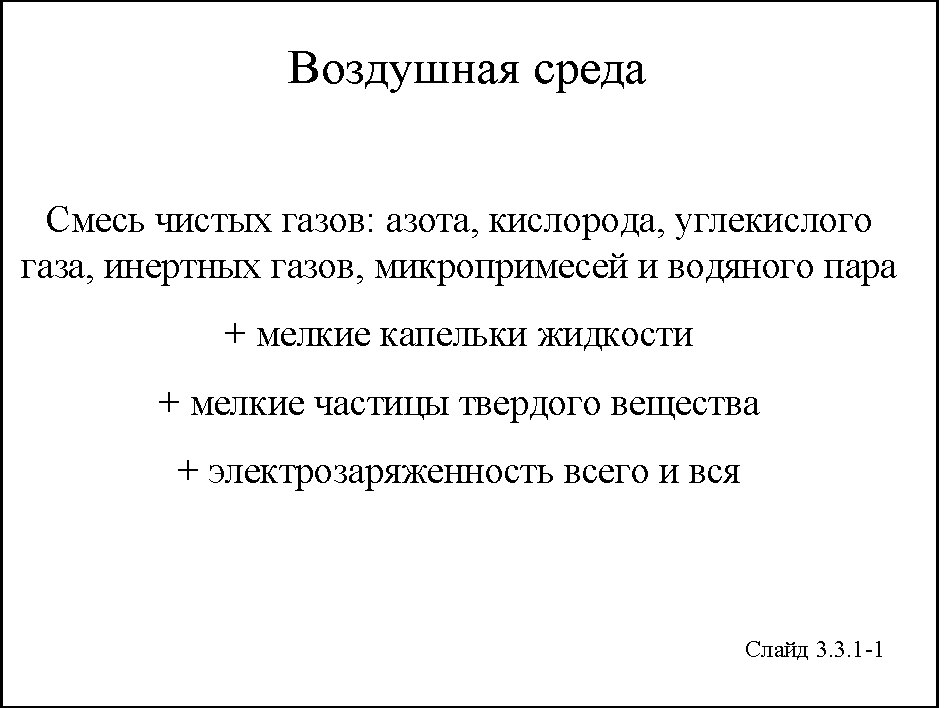 Воздушная среда
Смесь чистых газов: азота, кислорода, углекислого
газа, инертных газов, микропримесей и водяного пара
+ мелкие капельки жидкости
+ мелкие частицы твердого вещества
+ электрозаряженность всего и вся
Слайд 3.3.1-1